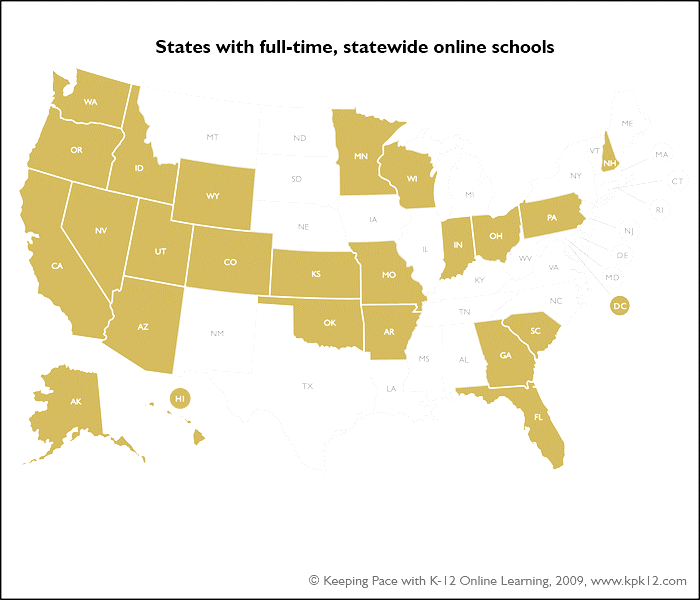 States with full-time, statewide online schools
WA
MT
ND
ME
OR
ID
MN
VT
NH
MA
SD
WI
NY
CT
WY
MI
RI
NE
IA
PA
NJ
NV
UT
CO
IL
IN
OH
DE
CA
KS
MO
WV
VA
MD
KY
NC
DC
AZ
NM
OK
AR
TN
SC
MS
AL
GA
TX
LA
AK
HI
FL
© Keeping Pace with K-12 Online Learning, 2009, www.kpk12.com